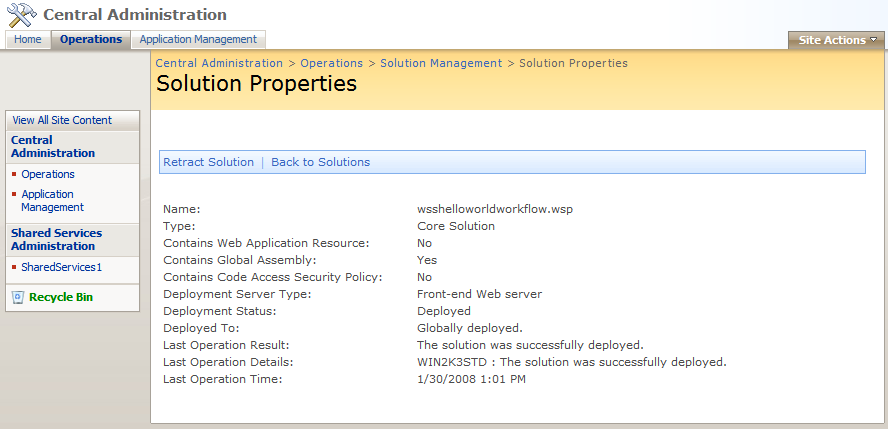 Central Administration
Home Operations Application Management Site Actions
Central Administration > Operations > Solution Management > Solution Properties
Solution Properties
View All Site Content
Central
Administration
Operations
Application
Management
Shared Services
Administration
SharedServices1
Recycle Bin
Retract Solution | Back to Solutions
Name: wsshelloworldworkflow.wsp
Type: Core Solution
Contains Web Application Resource: No
Contains Global Assembly: Yes
Contains Code Access Security Policy: No
Deployment Server Type: Front-end Web server
Deployment Status: Deployed
Deployed To: Globally deployed.
Last Operation Result: The solution was successfully deployed.
Last Operation Details: WIN2K3STD : The solution was successfully deployed.
Last Operation Time: 1/30/2008 1:01 PM